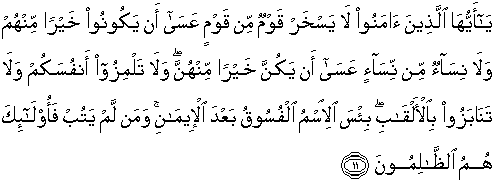 يَـٰٓأَيُّهَا ٱلَّذِينَ ءَامَنُوا۟ لَا يَسْخَرْ قَوْمٌ مِّن قَوْمٍ عَسَىٰٓ أَن يَكُونُوا۟ خَيْرًا مِّنْهُمْ
وَلَا نِسَآءٌ مِّن نِّسَآءٍ عَسَىٰٓ أَن يَكُنَّ خَيْرًا مِّنْهُنَّ ۖ وَلَا تَلْمِزُوٓا۟ أَنفُسَكُمْ وَلَا
تَنَابَزُوا۟ بِٱلْأَلْقَـٰبِ ۖ بِئْسَ ٱلِٱسْمُ ٱلْفُسُوقُ بَعْدَ ٱلْإِيمَـٰنِ ۚ وَمَن لَّمْ يَتُبْ فَأُو۟لَـٰٓئِكَ
هُمُ ٱلظَّـٰلِمُونَ ١١